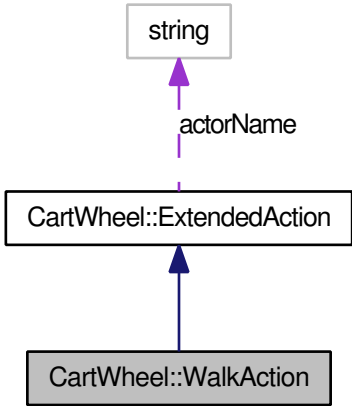 string
actorName
CartWheel::ExtendedAction
CartWheel::WalkAction